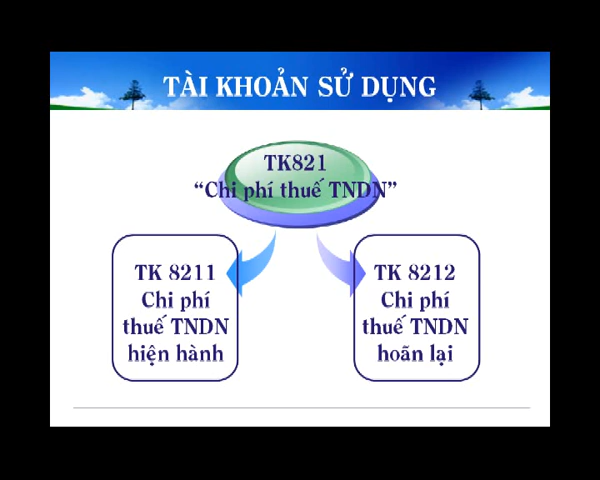 TÀI KHOẢN SỬ DỤNG
TK821
“Chi phí thuế TNDN”
TK 8211
Chi phí
thuế TNDN
hiện hành
TK 8212
Chi phí
thuế TNDN
hoãn lại